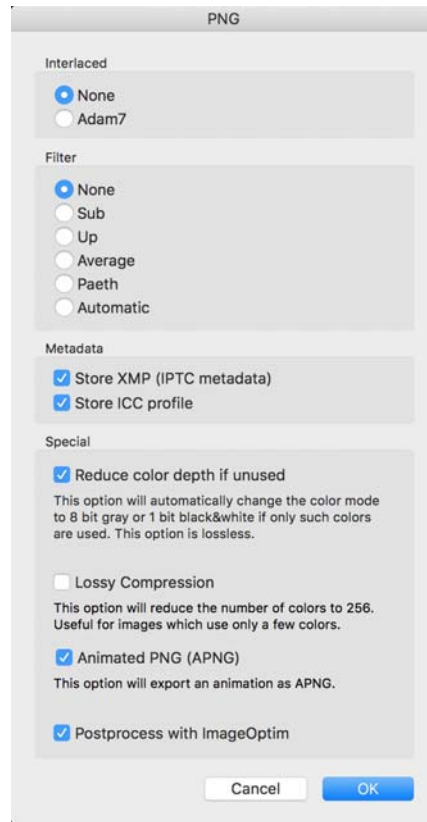 PNG
Interlaced
None
Adam7
Filter
None
Sub
Up
Average
Paeth
Automatic
Metadata
Store XMP (IPTC metadata)
Store ICC profile
Special
Reduce color depth if unused
This option will automatically change the color mode
to 8 bit gray or 1 bit black&white if only such colors
are used. This option is lossless.
Lossy Compression
This option will reduce the number of colors to 256.
Useful for images which use only a few colors.
Animated PNG (APNG)
This option will export an animation as APNG.
Postprocess with ImageOptim
Cancel OK